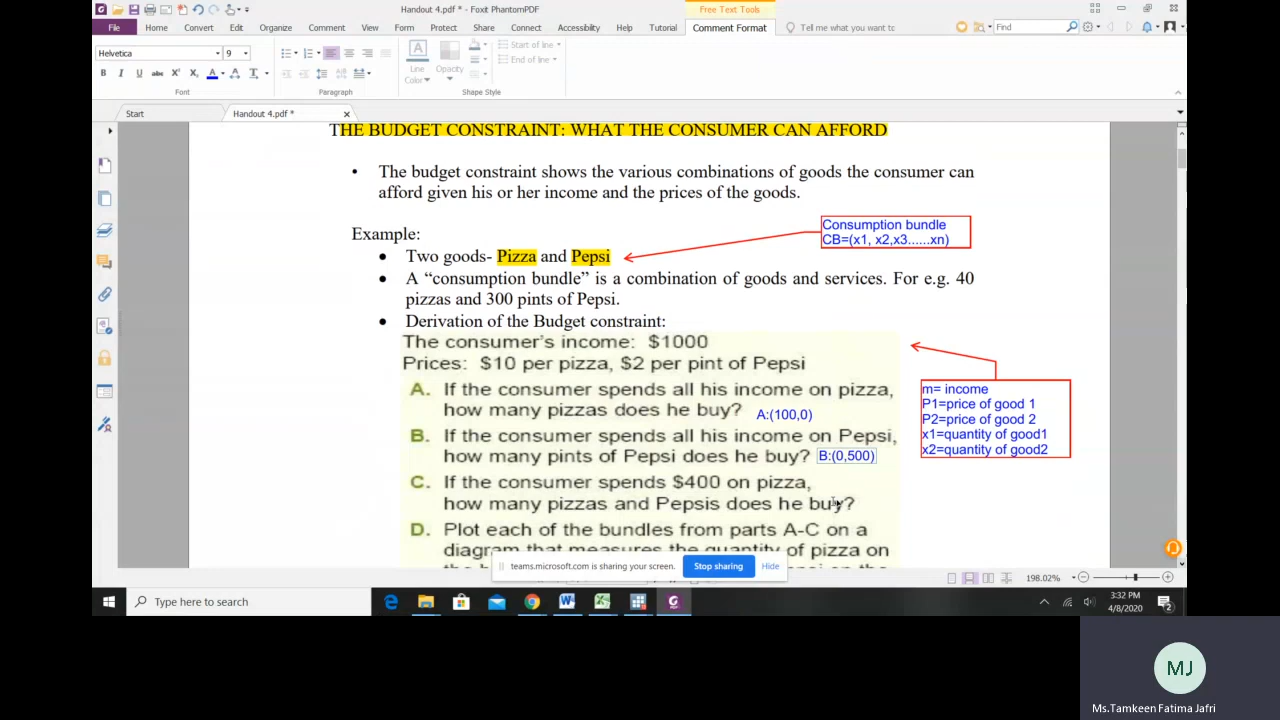 Handout 4.pdf * - Foxit PhantomPDF
Free Text Tools
File Home Convert Edit Organize Comment View Form Protect Share Connect Accessibility Help Tutorial Comment Format Tell me what you want to Find
Helvetica 9
Line
Color
Opacity
Start of line
End of line
Font Paragraph Shape Style
Start Handout 4.pdf *
THE BUDGET CONSTRAINT: WHAT THE CONSUMER CAN AFFORD
• The budget constraint shows the various combinations of goods the consumer can
afford given his or her income and the prices of the goods.
Example:
Consumption bundle
CB=(x1, x2,x3......xn)
• Two goods- Pizza and Pepsi
• A “consumption bundle” is a combination of goods and services. For e.g. 40
pizzas and 300 pints of Pepsi.
• Derivation of the Budget constraint:
The consumer's income: $1000
Prices: $10 per pizza, $2 per pint of Pepsi
A. If the consumer spends all his income on pizza,
how many pizzas does he buy? A:(100,0)
B. If the consumer spends all his income on Pepsi,
how many pints of Pepsi does he buy? B:(0,500)
C. If the consumer spends $400 on pizza,
how many pizzas and Pepsis does he buy?
D. Plot each of the bundles from parts A-C on a
diagram that measures the quantity of pizza on
m= income
P1=price of good 1
P2=price of good 2
x1=quantity of good1
x2=quantity of good2
teams.microsoft.com is sharing your screen. Stop sharing Hide
198.02%
Type here to search
3:32 PM
4/8/2020
2
MJ
Ms.Tamkeen Fatima Jafri